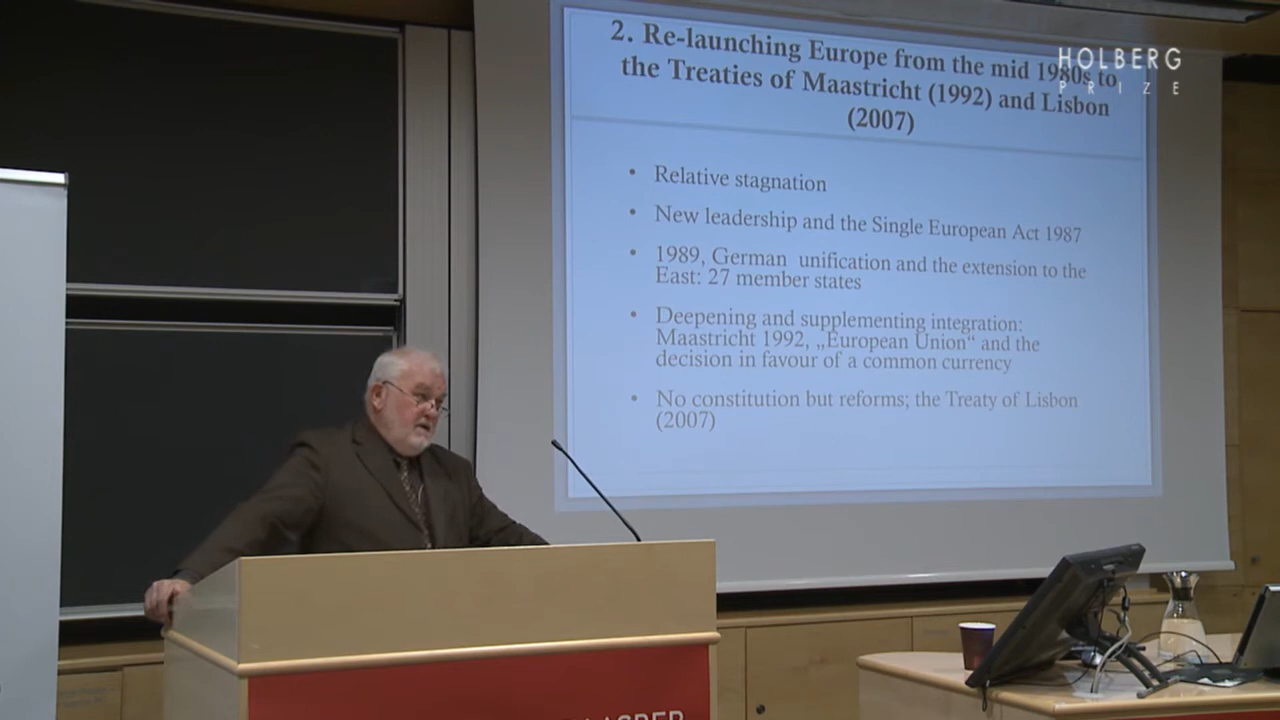 2. Re-launching Europe from the mid 1980s to
the Treaties of Maastricht (1992) and Lisbon
(2007)
HOLBERG
PRIZE
• Relative stagnation
• New leadership and the Single European Act 1987
• 1989, German unification and the extension to the
East: 27 member states
• Deepening and supplementing integration:
Maastricht 1992, „European Union“ and the
decision in favour of a common currency
• No constitution but reforms; the Treaty of Lisbon
(2007)